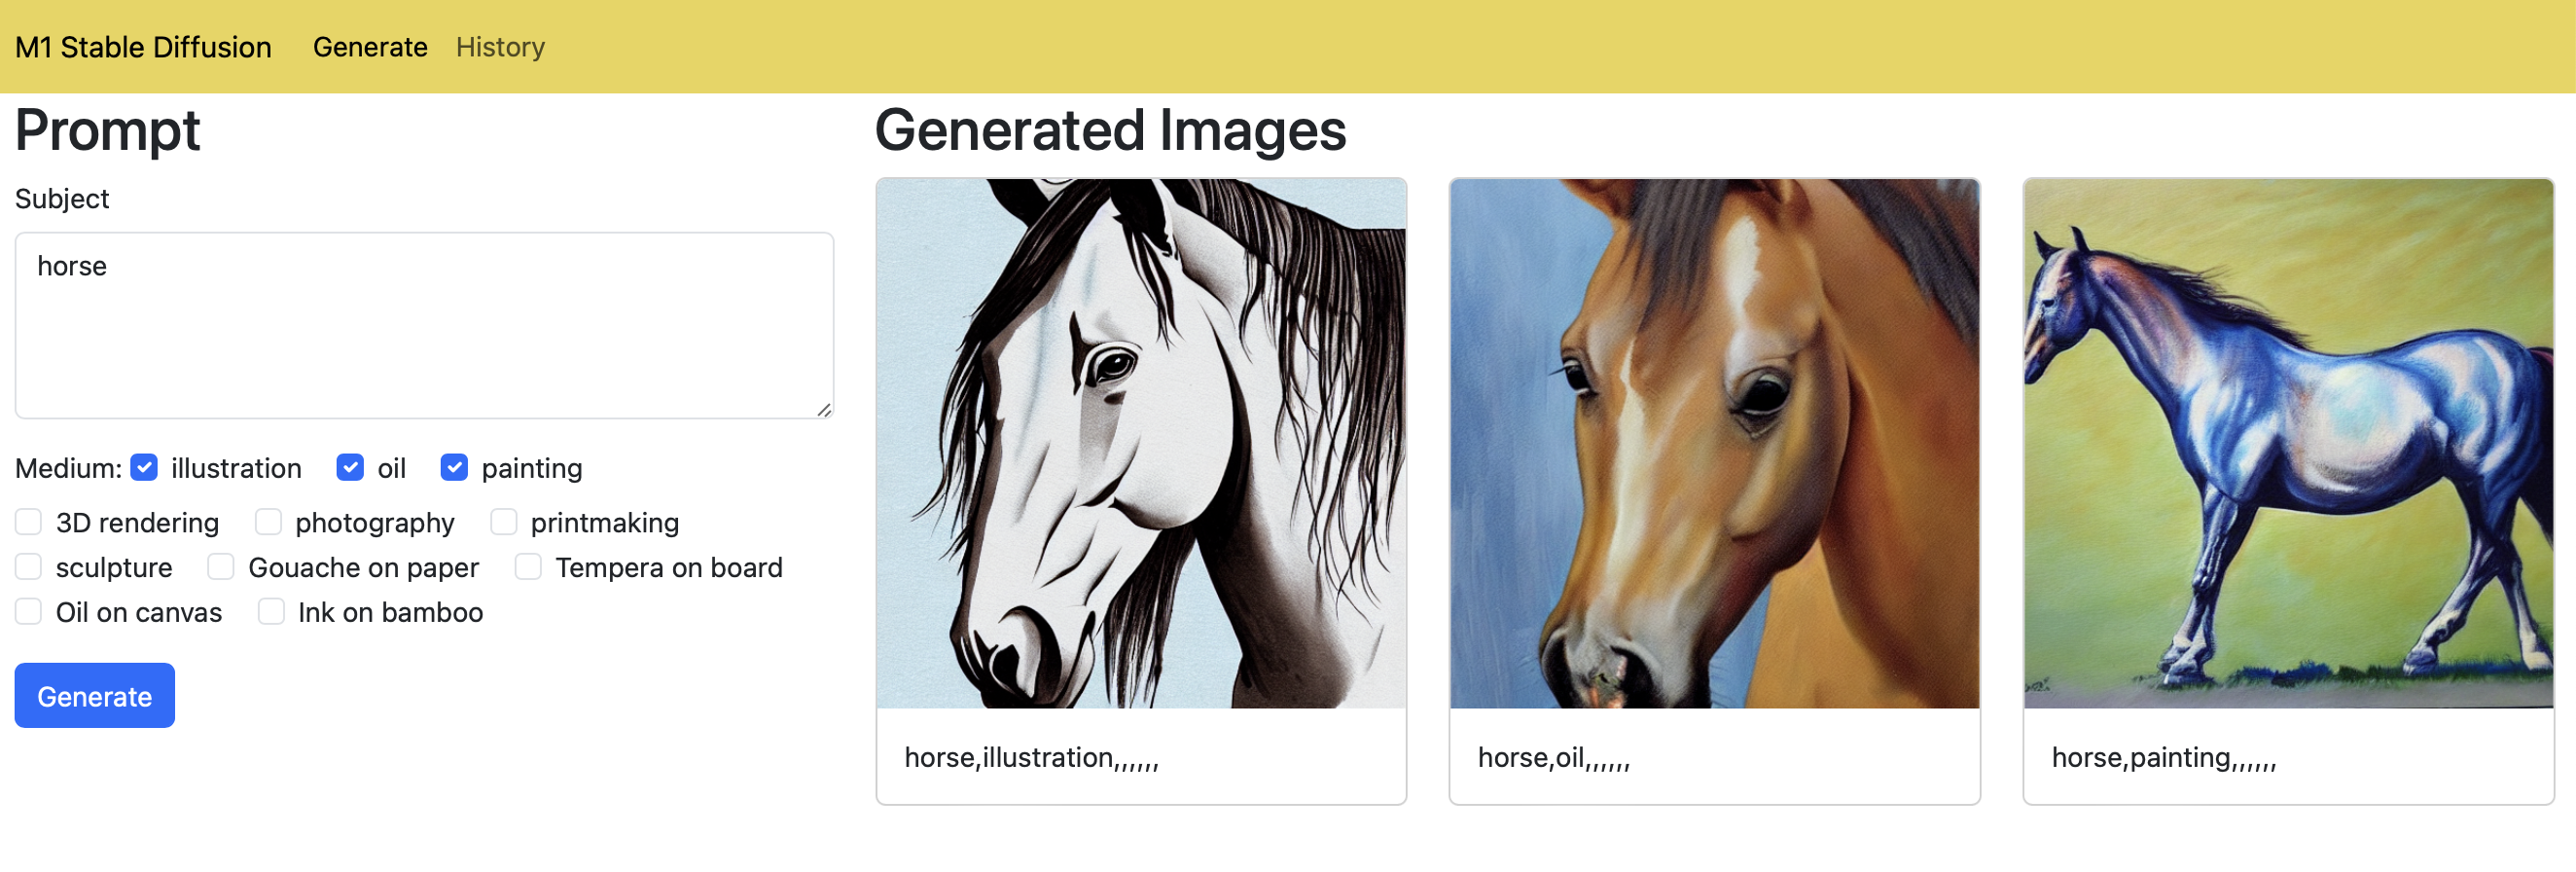 M1 Stable Diffusion Generate History
Prompt
Subject
horse
Medium: illustration oil painting
3D rendering photography printmaking
sculpture Gouache on paper Tempera on board
Oil on canvas Ink on bamboo
Generate
Generated Images
horse,illustration,,,,,,
horse,oil,,,,,,
horse,painting,,,,,,